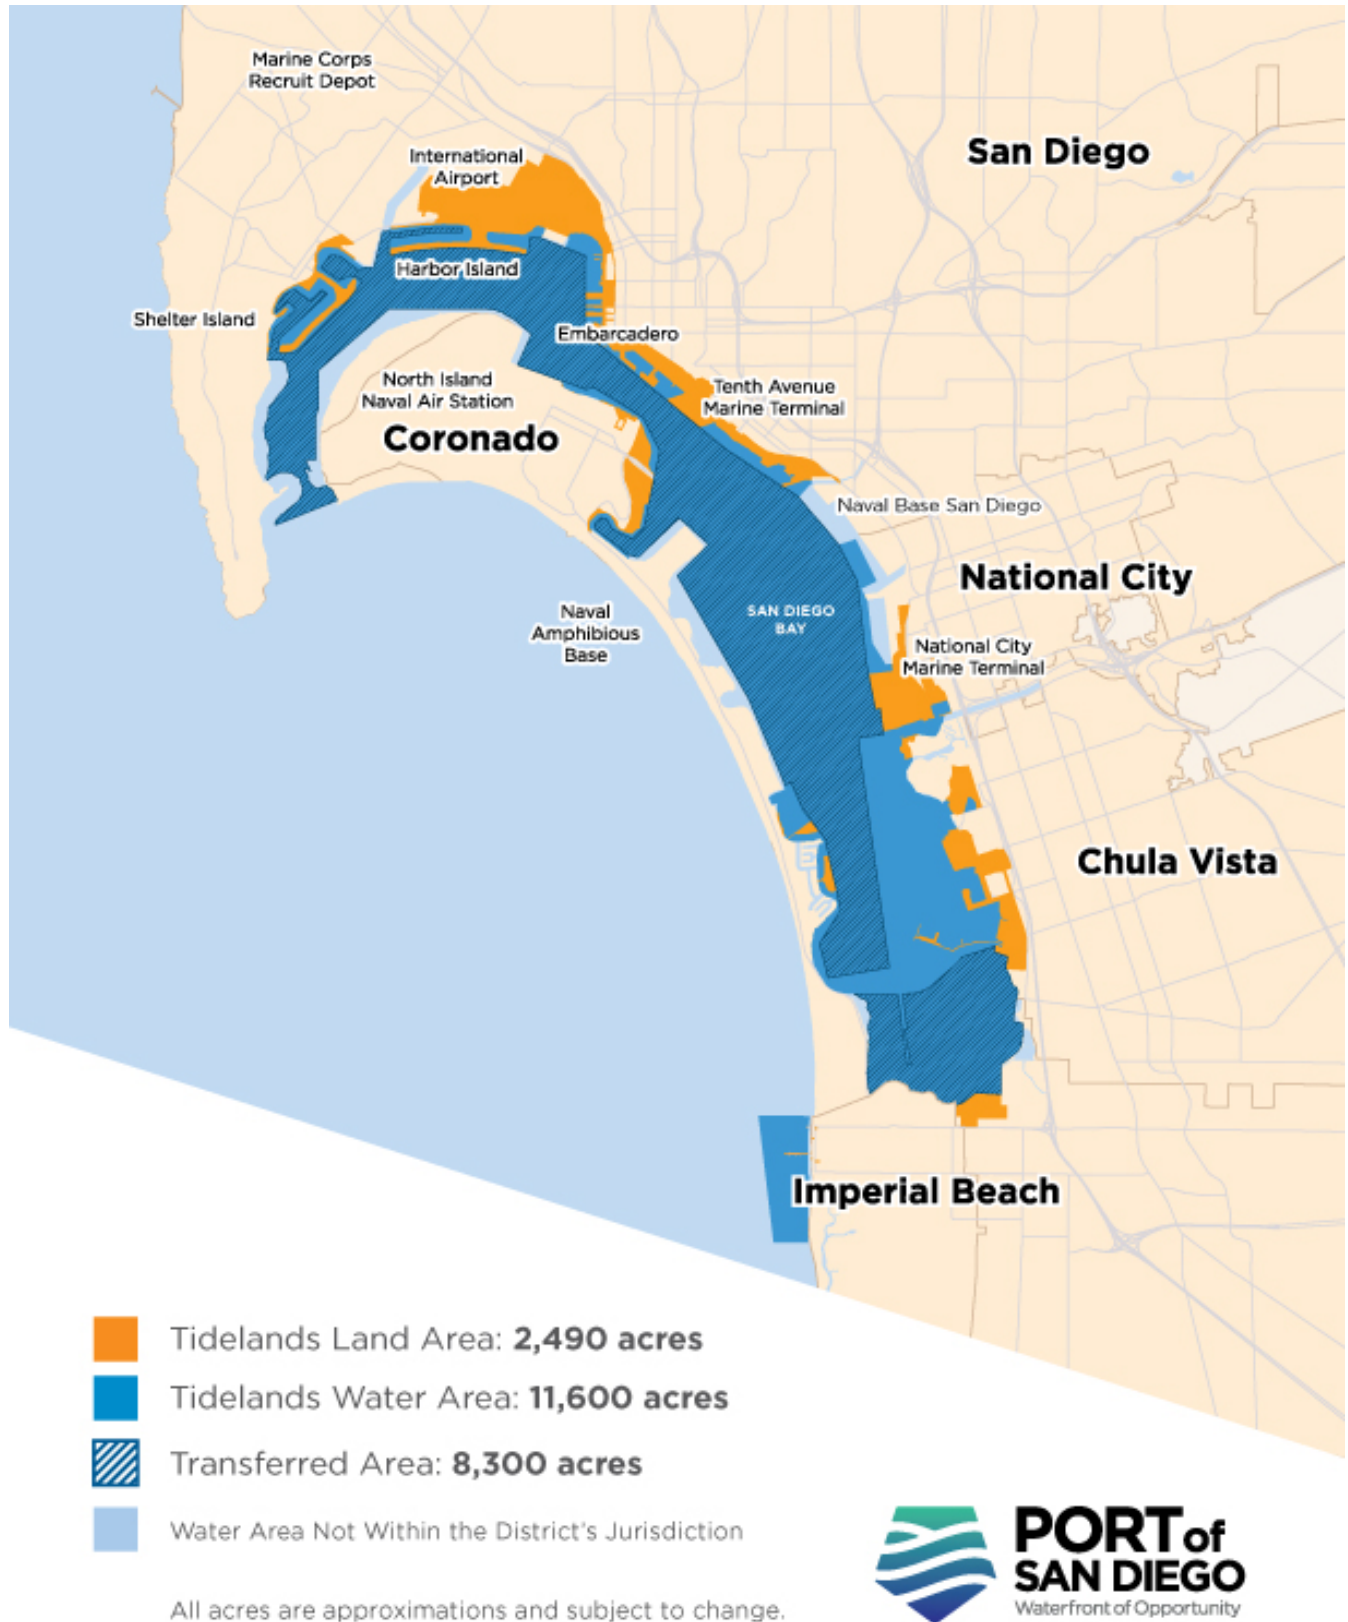 Marine Corps
Recruit Depot
San Diego
International
Airport
Harbor Island
Shelter Island
Embarcadero
North Island
Naval Air Station
Tenth Avenue
Marine Terminal
Coronado
Naval Base San Diego
National City
Naval
Amphibious
Base
SAN DIEGO
BAY
National City
Marine Terminal
Chula Vista
Imperial Beach
Tidelands Land Area: 2,490 acres
Tidelands Water Area: 11,600 acres
Transferred Area: 8,300 acres
Water Area Not Within the District's Jurisdiction
All acres are approximations and subject to change.
PORT of
SAN DIEGO
Waterfront of Opportunity